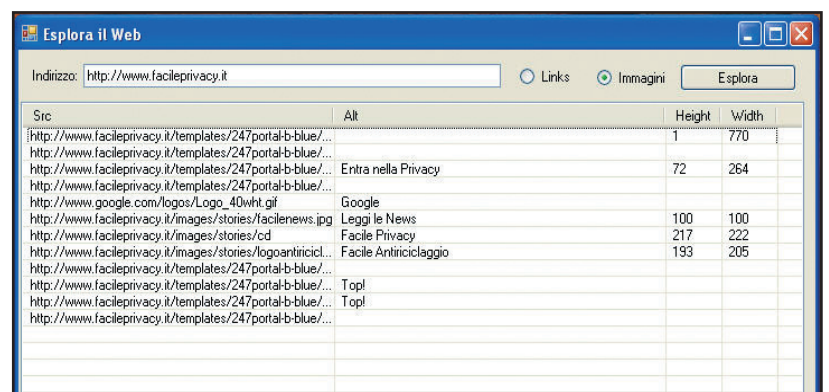 Esplora il Web
Indirizzo: http://www.facileprivacy.it Links Immagini Esplora
Src Alt Height Width
http://www.facileprivacy.it/templates/247portal-b-blue/... 1 770
http://www.facileprivacy.it/templates/247portal-b-blue/...
http://www.facileprivacy.it/templates/247portal-b-blue/... Entra nella Privacy 72 264
http://www.facileprivacy.it/templates/247portal-b-blue/...
http://www.google.com/logos/Logo_40wht.gif Google
http://www.facileprivacy.it/images/stories/facilenews.jpg Leggi le News 100 100
http://www.facileprivacy.it/images/stories/cd Facile Privacy 217 222
http://www.facileprivacy.it/images/stories/logoantiricicl... Facile Antiriciclaggio 193 205
http://www.facileprivacy.it/templates/247portal-b-blue/...
http://www.facileprivacy.it/templates/247portal-b-blue/... Top!
http://www.facileprivacy.it/templates/247portal-b-blue/... Top!
http://www.facileprivacy.it/templates/247portal-b-blue/...